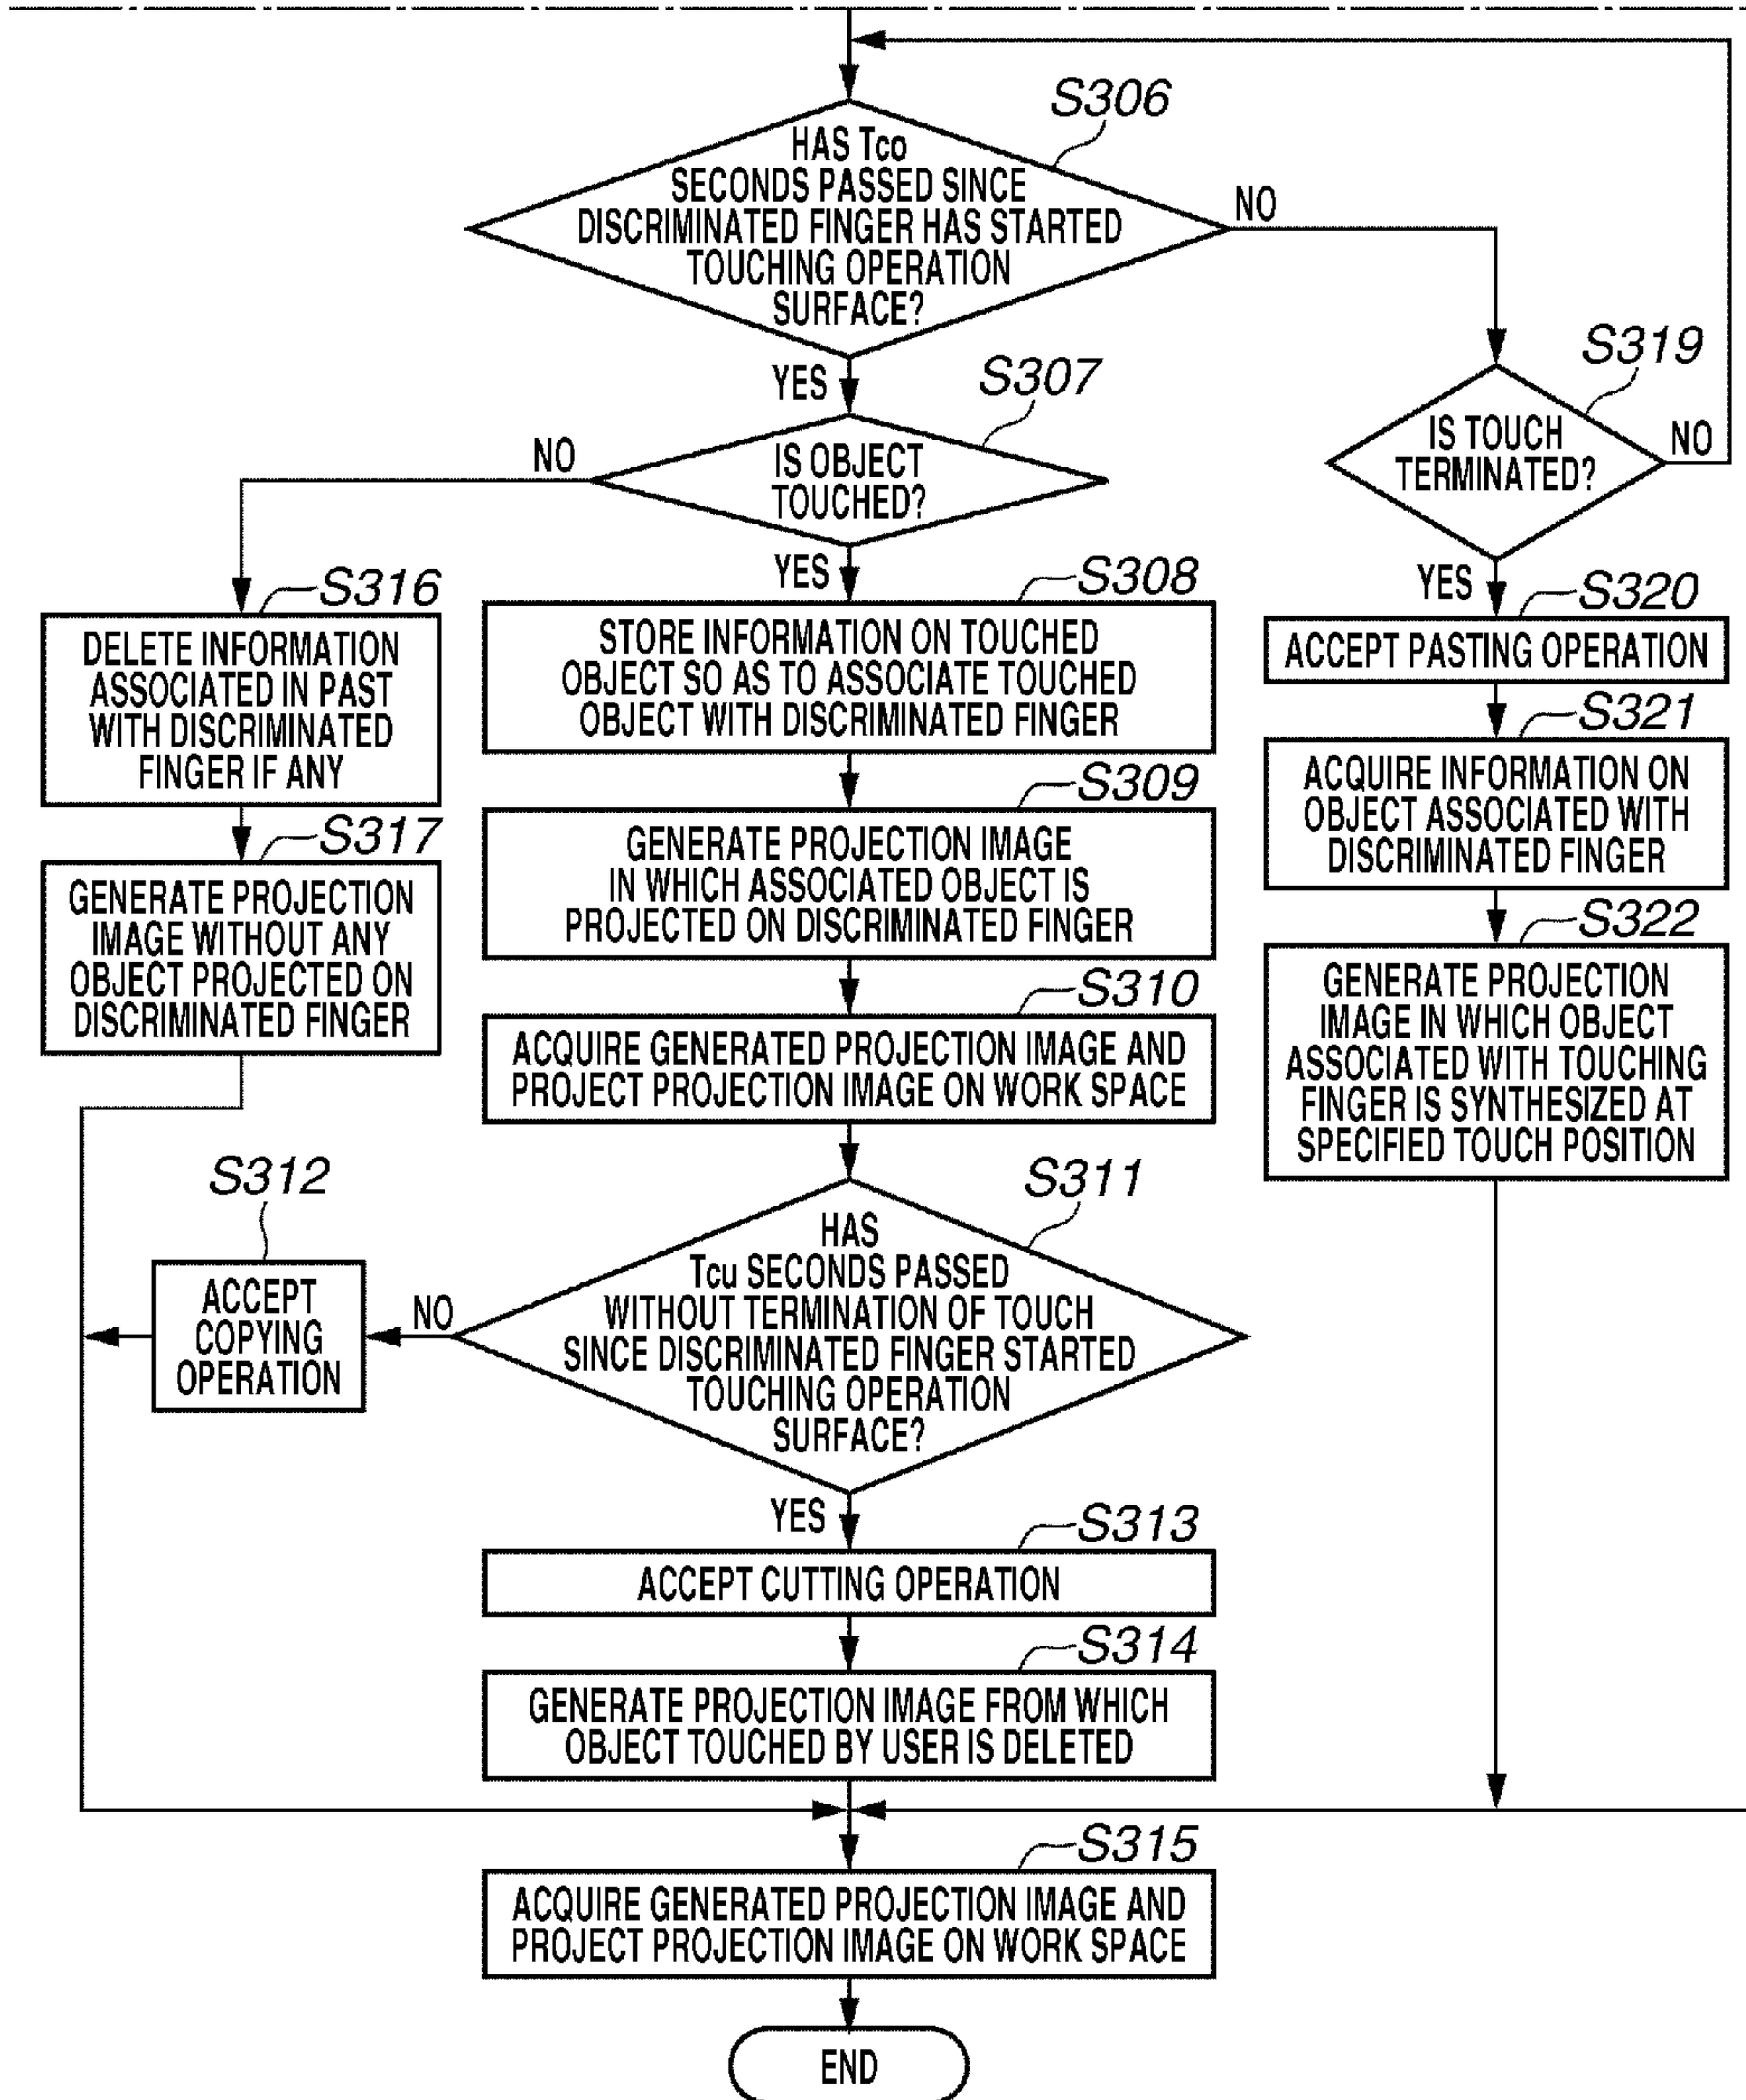 S306
HAS Tco
SECONDS PASSED SINCE
DISCRIMINATED FINGER HAS STARTED
TOUCHING OPERATION
SURFACE?
NO
YES
S307
IS OBJECT
TOUCHED?
NO
YES
S319
IS TOUCH
TERMINATED?
NO
YES
S316
DELETE INFORMATION
ASSOCIATED IN PAST
WITH DISCRIMINATED
FINGER IF ANY
S317
GENERATE PROJECTION
IMAGE WITHOUT ANY
OBJECT PROJECTED ON
DISCRIMINATED FINGER
S308
STORE INFORMATION ON TOUCHED
OBJECT SO AS TO ASSOCIATE TOUCHED
OBJECT WITH DISCRIMINATED FINGER
S309
GENERATE PROJECTION IMAGE
IN WHICH ASSOCIATED OBJECT IS
PROJECTED ON DISCRIMINATED FINGER
S310
ACQUIRE GENERATED PROJECTION IMAGE AND
PROJECT PROJECTION IMAGE ON WORK SPACE
S320
ACCEPT PASTING OPERATION
S321
ACQUIRE INFORMATION ON
OBJECT ASSOCIATED WITH
DISCRIMINATED FINGER
S322
GENERATE PROJECTION
IMAGE IN WHICH OBJECT
ASSOCIATED WITH TOUCHING
FINGER IS SYNTHESIZED AT
SPECIFIED TOUCH POSITION
S311
HAS
Tcu SECONDS PASSED
WITHOUT TERMINATION OF TOUCH
SINCE DISCRIMINATED FINGER STARTED
TOUCHING OPERATION
SURFACE?
NO
S312
ACCEPT
COPYING
OPERATION
YES
S313
ACCEPT CUTTING OPERATION
S314
GENERATE PROJECTION IMAGE FROM WHICH
OBJECT TOUCHED BY USER IS DELETED
S315
ACQUIRE GENERATED PROJECTION IMAGE AND
PROJECT PROJECTION IMAGE ON WORK SPACE
END